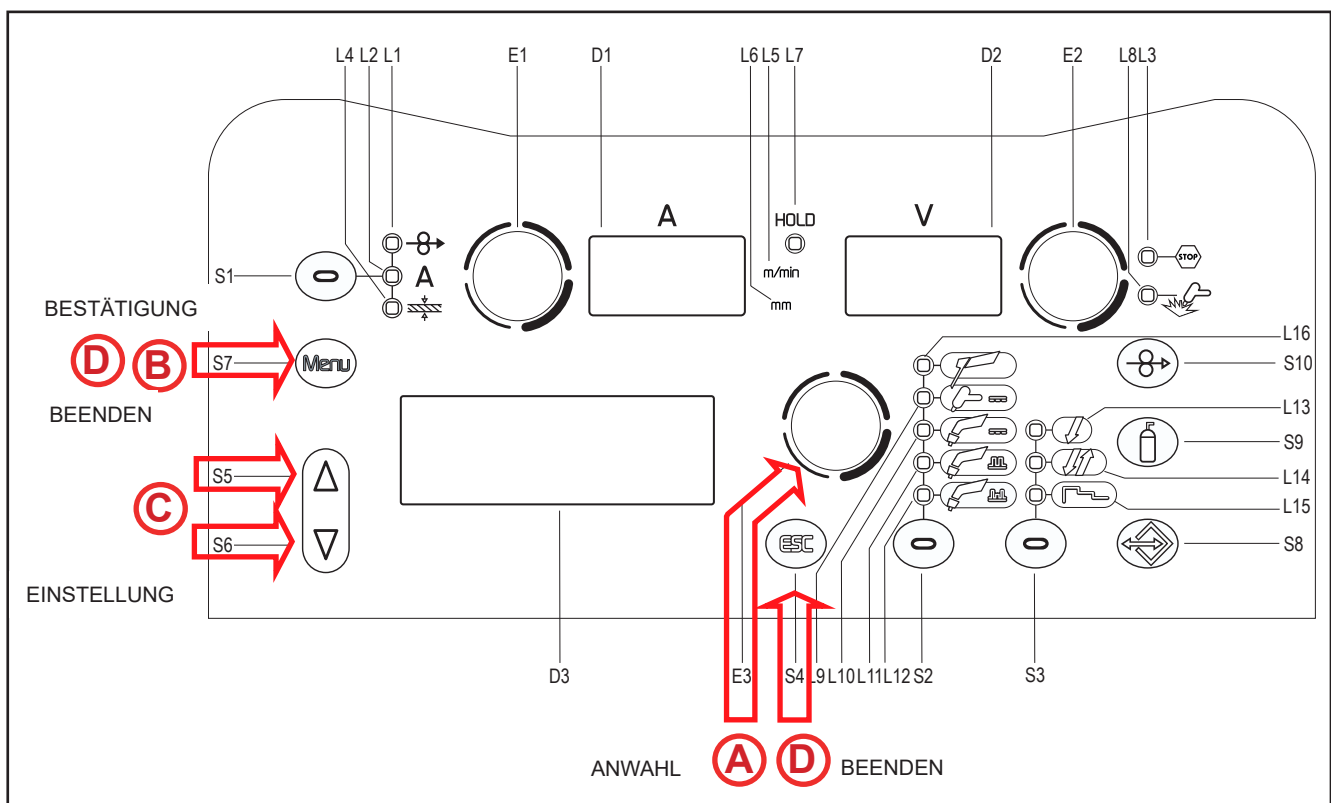 L4 L2 L1 E1 D1 L6 L5 L7 D2 E2 L8 L3
A HOLD V
STOP
S1 A m/min
mm
BESTÄTIGUNG
L16
D B S7 Menu S10
BEENDEN
L13
S5 S9
C L14
L15
S6 ESC S8
EINSTELLUNG
D3 E3 S4 L9 L10 L11 L12 S2 S3
ANWAHL A D BEENDEN